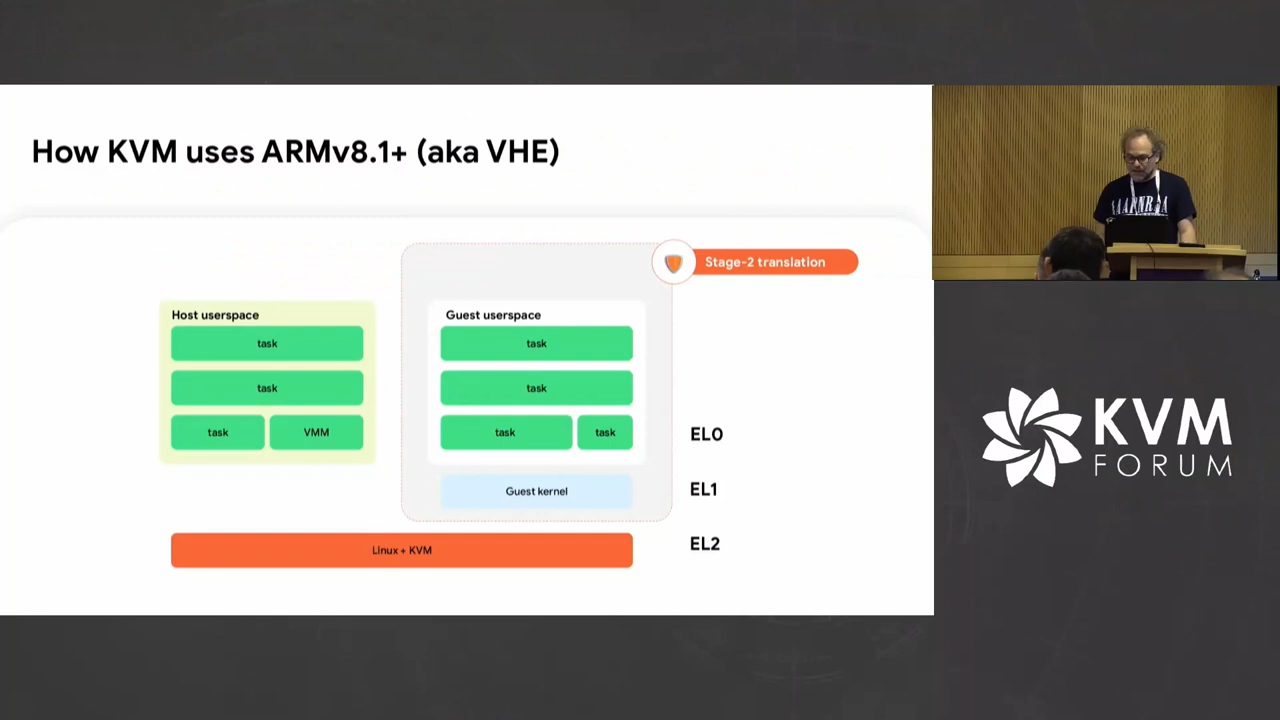 How KVM uses ARMv8.1+ (aka VHE)
Stage-2 translation
Host userspace
task
task
task
VMM
Guest userspace
task
task
task
task
Guest kernel
Linux + KVM
EL0
EL1
EL2
KVM
FORUM